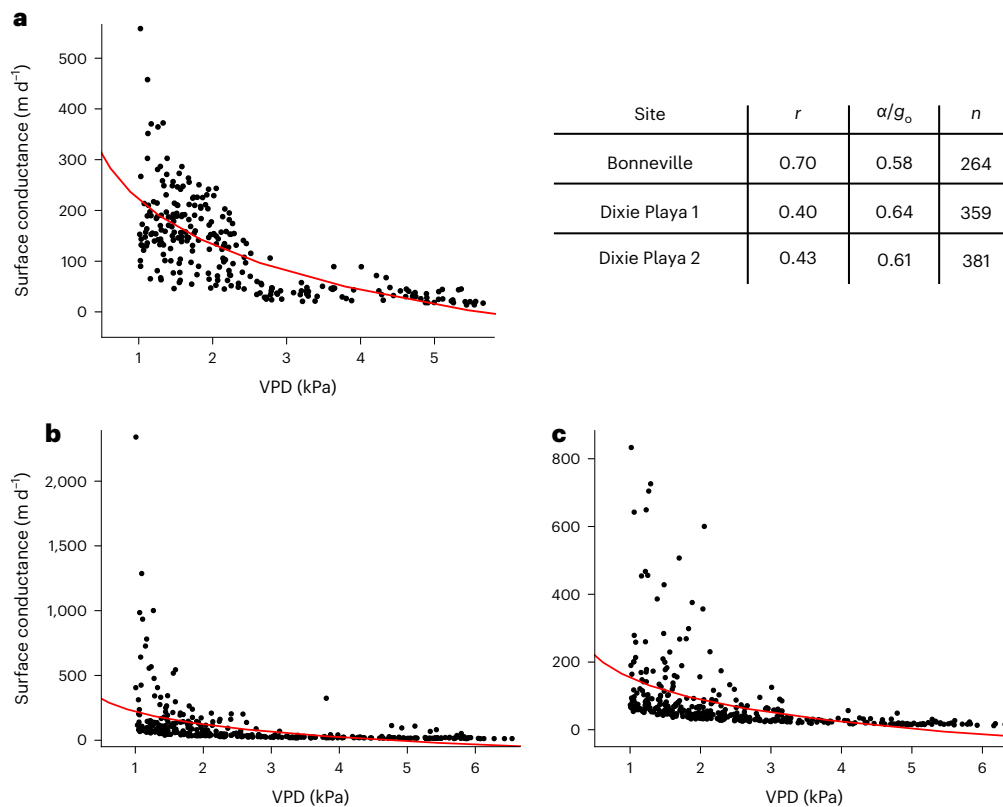 a
Surface conductance (m d⁻¹)
500
400
300
200
100
0
1 2 3 4 5
VPD (kPa)
Site r α/gₒ n
Bonneville 0.70 0.58 264
Dixie Playa 1 0.40 0.64 359
Dixie Playa 2 0.43 0.61 381
b
Surface conductance (m d⁻¹)
2,000
1,500
1,000
500
0
1 2 3 4 5 6
VPD (kPa)
c
800
600
400
200
0
1 2 3 4 5 6
VPD (kPa)